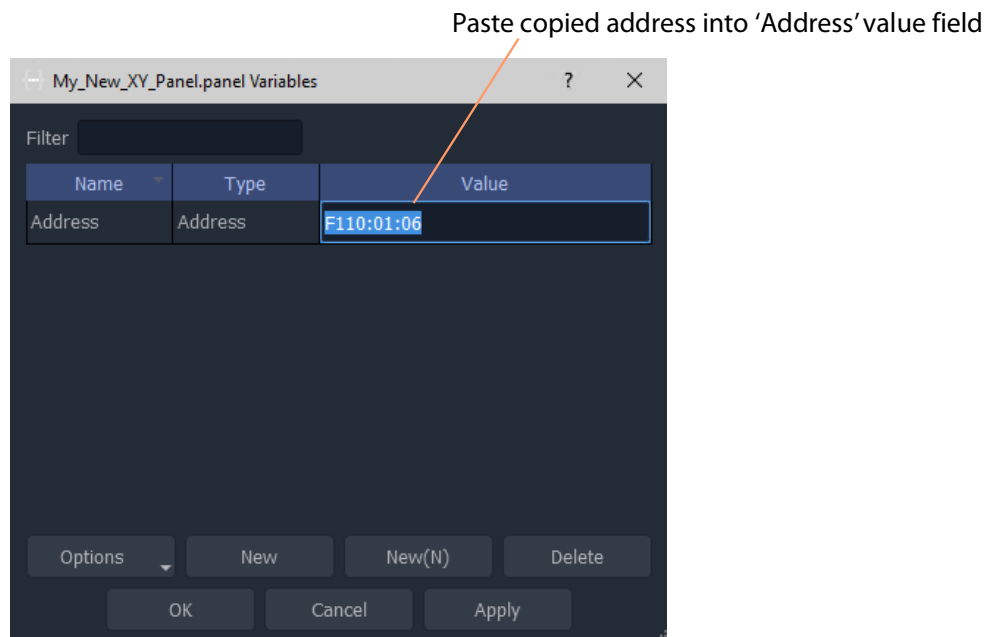 Paste copied address into ‘Address’ value field
My_New_XY_Panel.panel Variables ?
Filter
Name Type Value
Address Address F110:01:06
Options New New(N) Delete
OK Cancel Apply